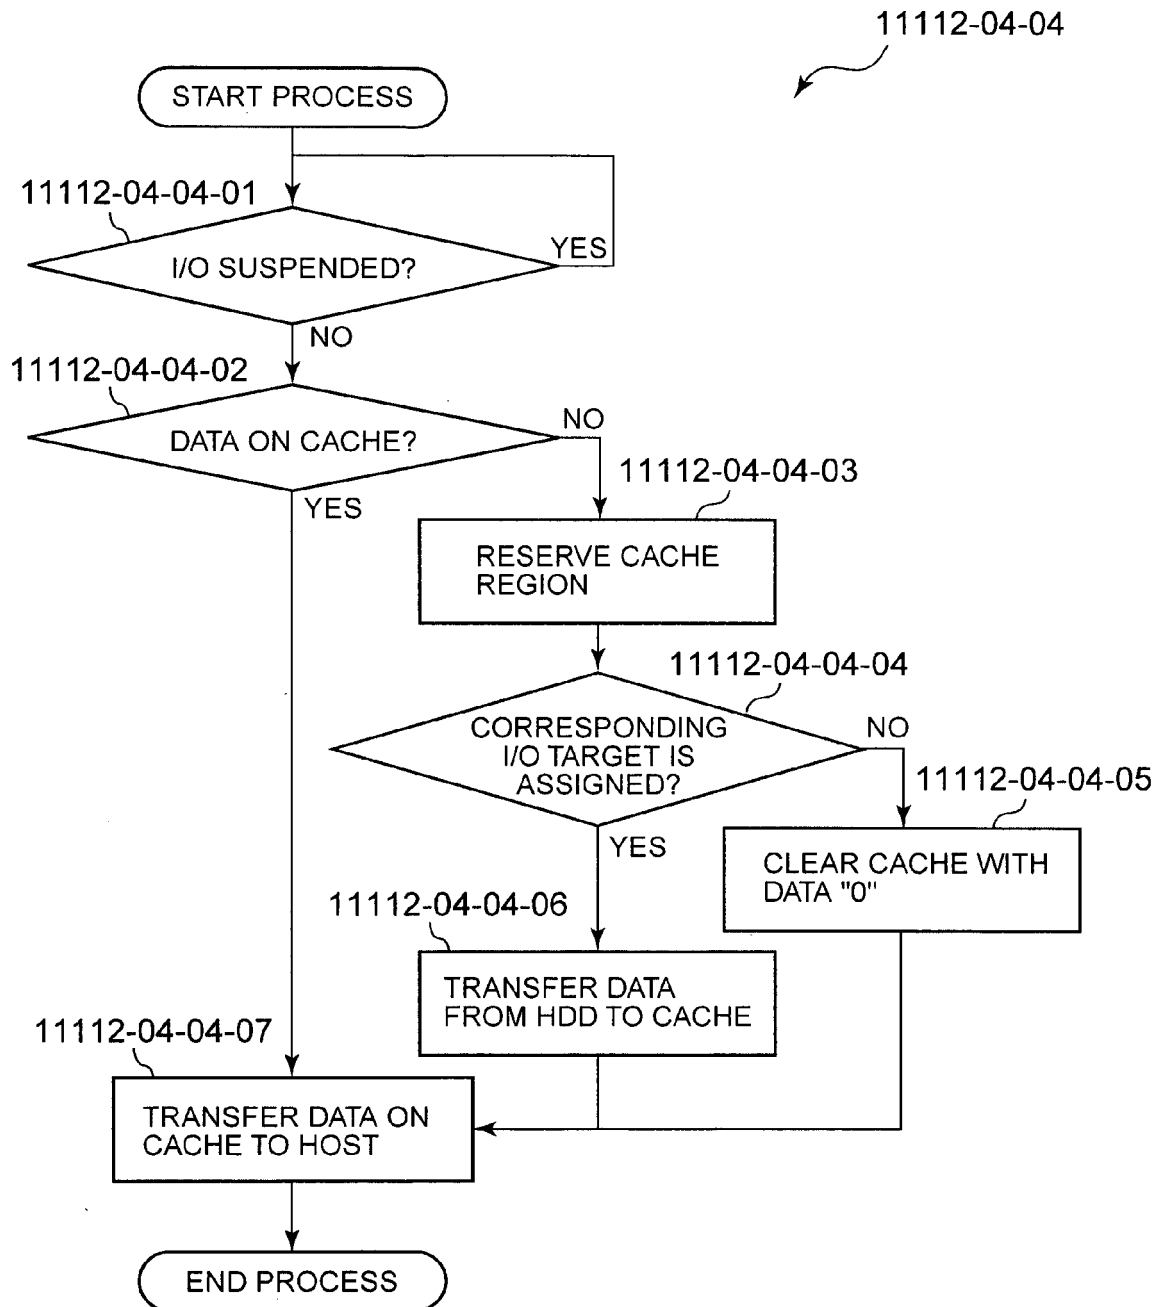 11112-04-04
START PROCESS
11112-04-04-01
I/O SUSPENDED?
YES
NO
11112-04-04-02
DATA ON CACHE?
NO
YES
11112-04-04-03
RESERVE CACHE
REGION
11112-04-04-04
CORRESPONDING
I/O TARGET IS
ASSIGNED?
NO
YES
11112-04-04-05
CLEAR CACHE WITH
DATA "0"
11112-04-04-06
TRANSFER DATA
FROM HDD TO CACHE
11112-04-04-07
TRANSFER DATA ON
CACHE TO HOST
END PROCESS